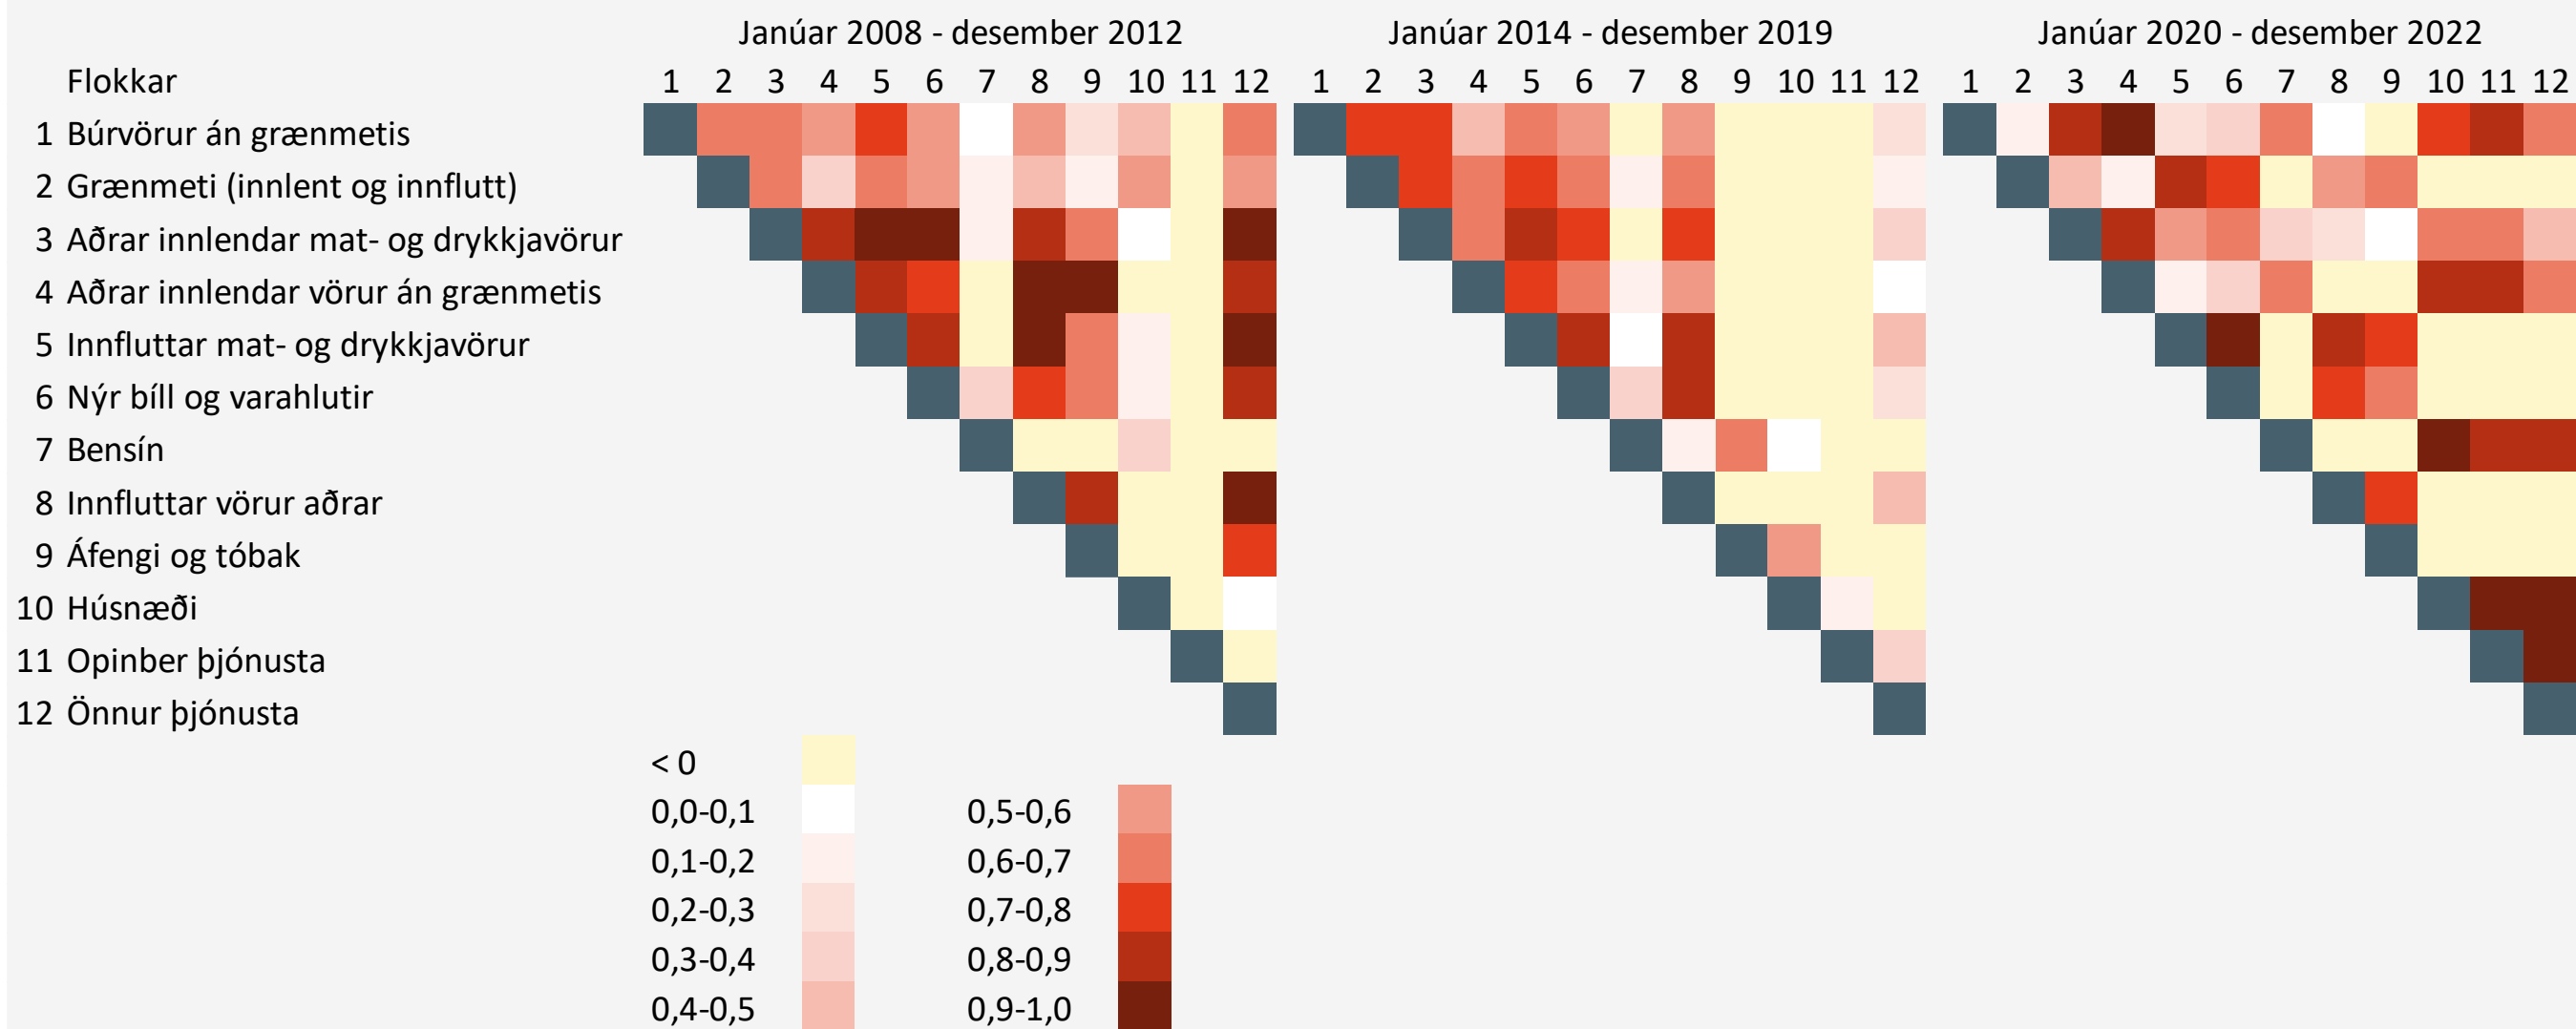 Janúar 2008 - desember 2012 Janúar 2014 - desember 2019 Janúar 2020 - desember 2022
Flokkar 1 2 3 4 5 6 7 8 9 10 11 12 1 2 3 4 5 6 7 8 9 10 11 12 1 2 3 4 5 6 7 8 9 10 11 12
1 Búrvörur án grænmetis
2 Grænmeti (innlent og innflutt)
3 Aðrar innlendar mat- og drykkjavörur
4 Aðrar innlendar vörur án grænmetis
5 Innfluttar mat- og drykkjavörur
6 Nýr bíll og varahlutir
7 Bensín
8 Innfluttar vörur aðrar
9 Áfengi og tóbak
10 Húsnæði
11 Opinber þjónusta
12 Önnur þjónusta
< 0
0,0-0,1 0,5-0,6
0,1-0,2 0,6-0,7
0,2-0,3 0,7-0,8
0,3-0,4 0,8-0,9
0,4-0,5 0,9-1,0